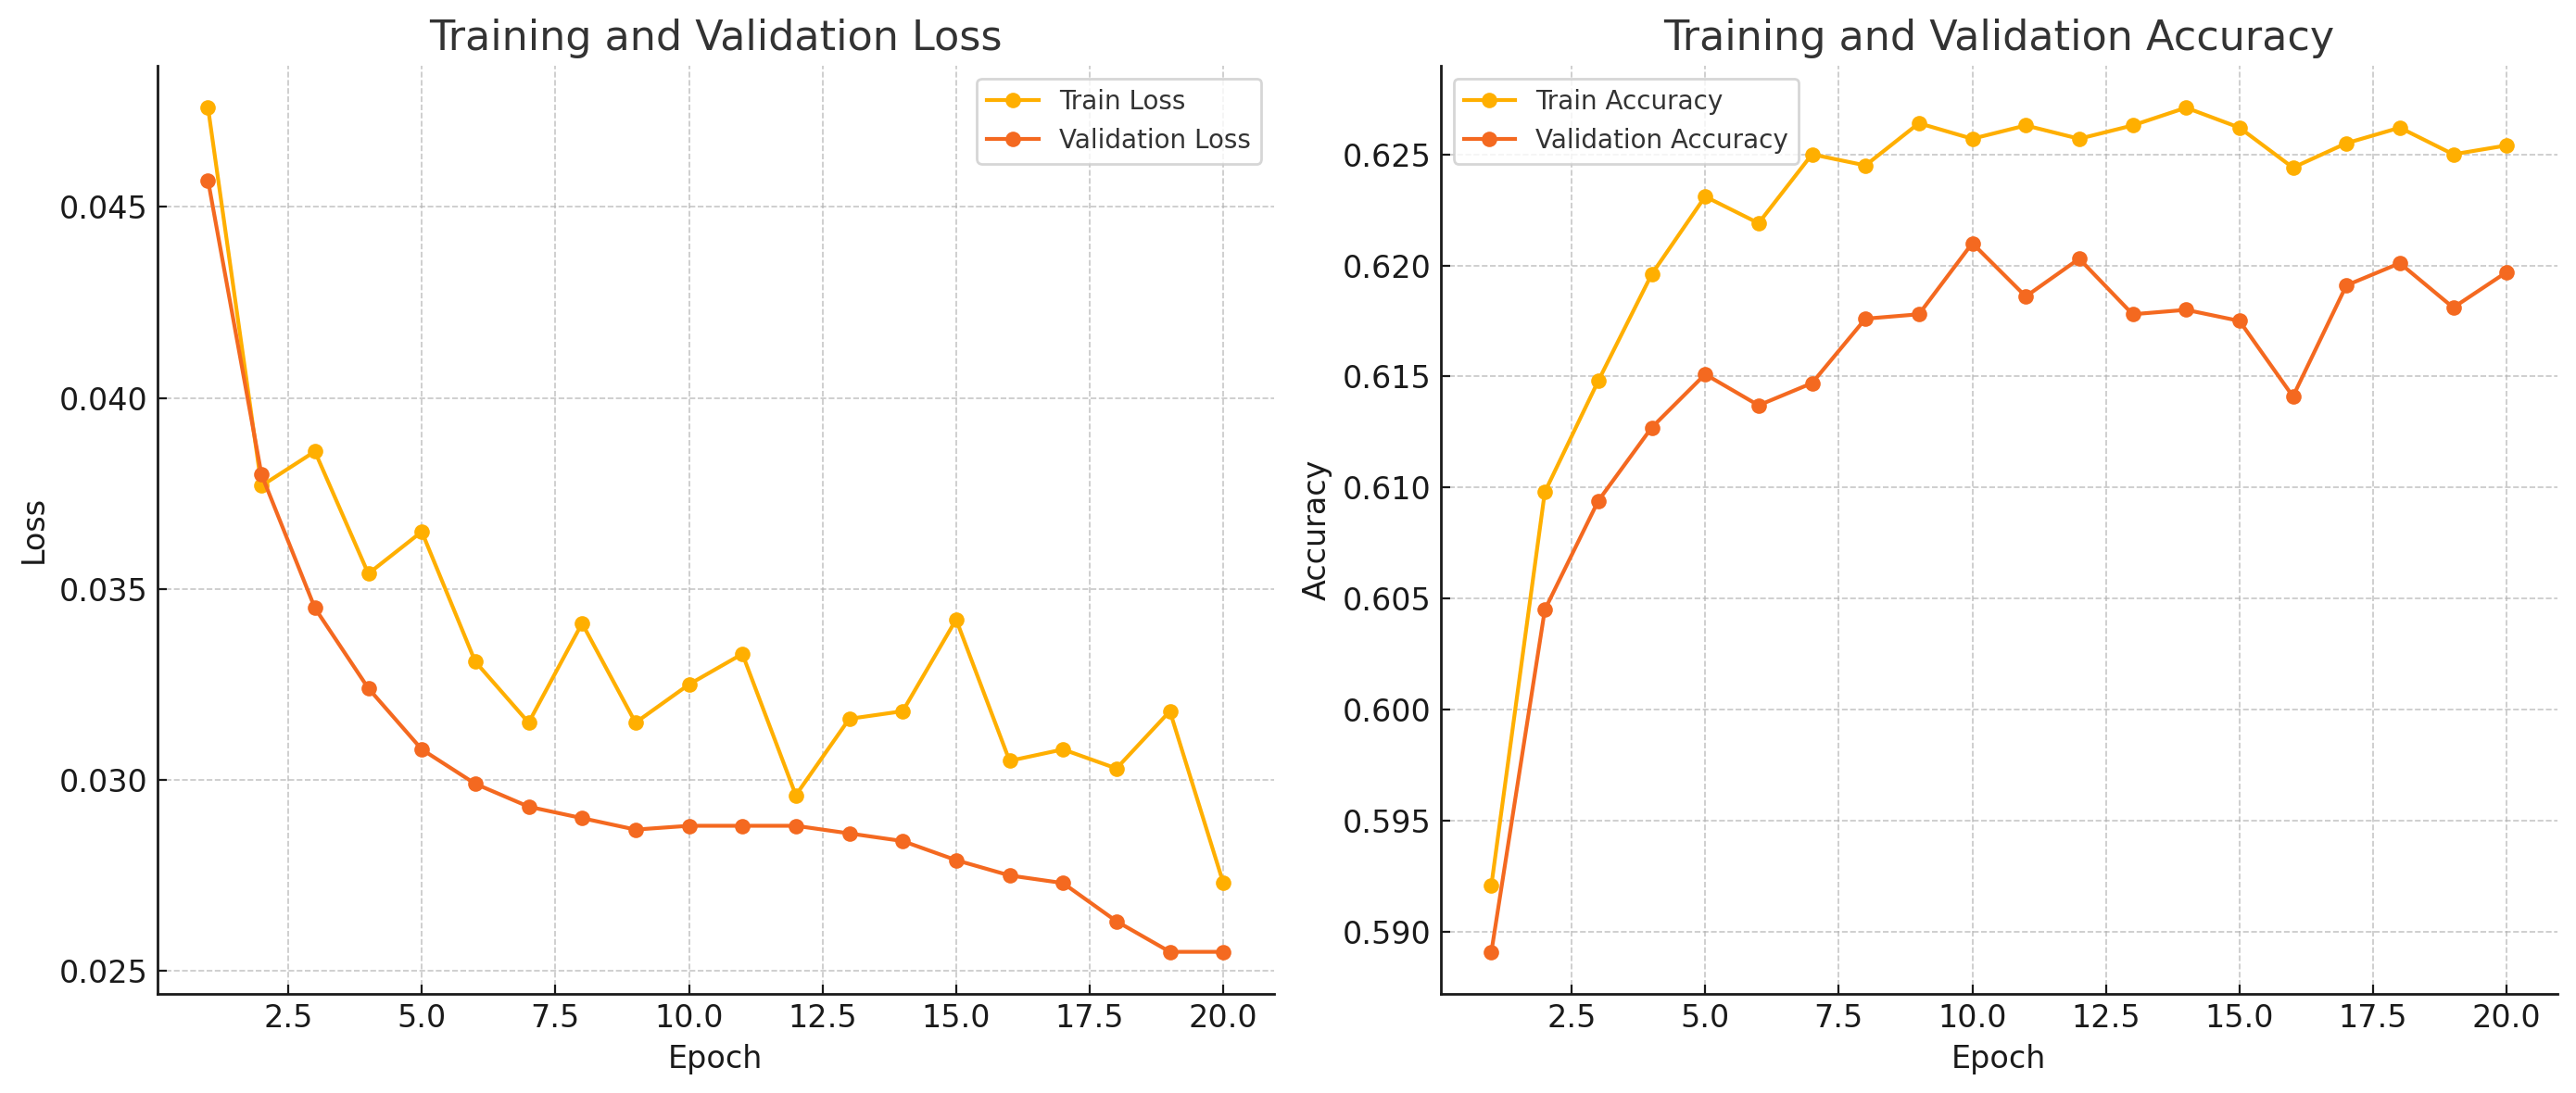 Training and Validation Loss
Train Loss
Validation Loss
0.045
0.040
0.035
0.030
0.025
Loss
2.5 5.0 7.5 10.0 12.5 15.0 17.5 20.0
Epoch
Training and Validation Accuracy
Train Accuracy
Validation Accuracy
0.625
0.620
0.615
0.610
0.605
0.600
0.595
0.590
Accuracy
2.5 5.0 7.5 10.0 12.5 15.0 17.5 20.0
Epoch